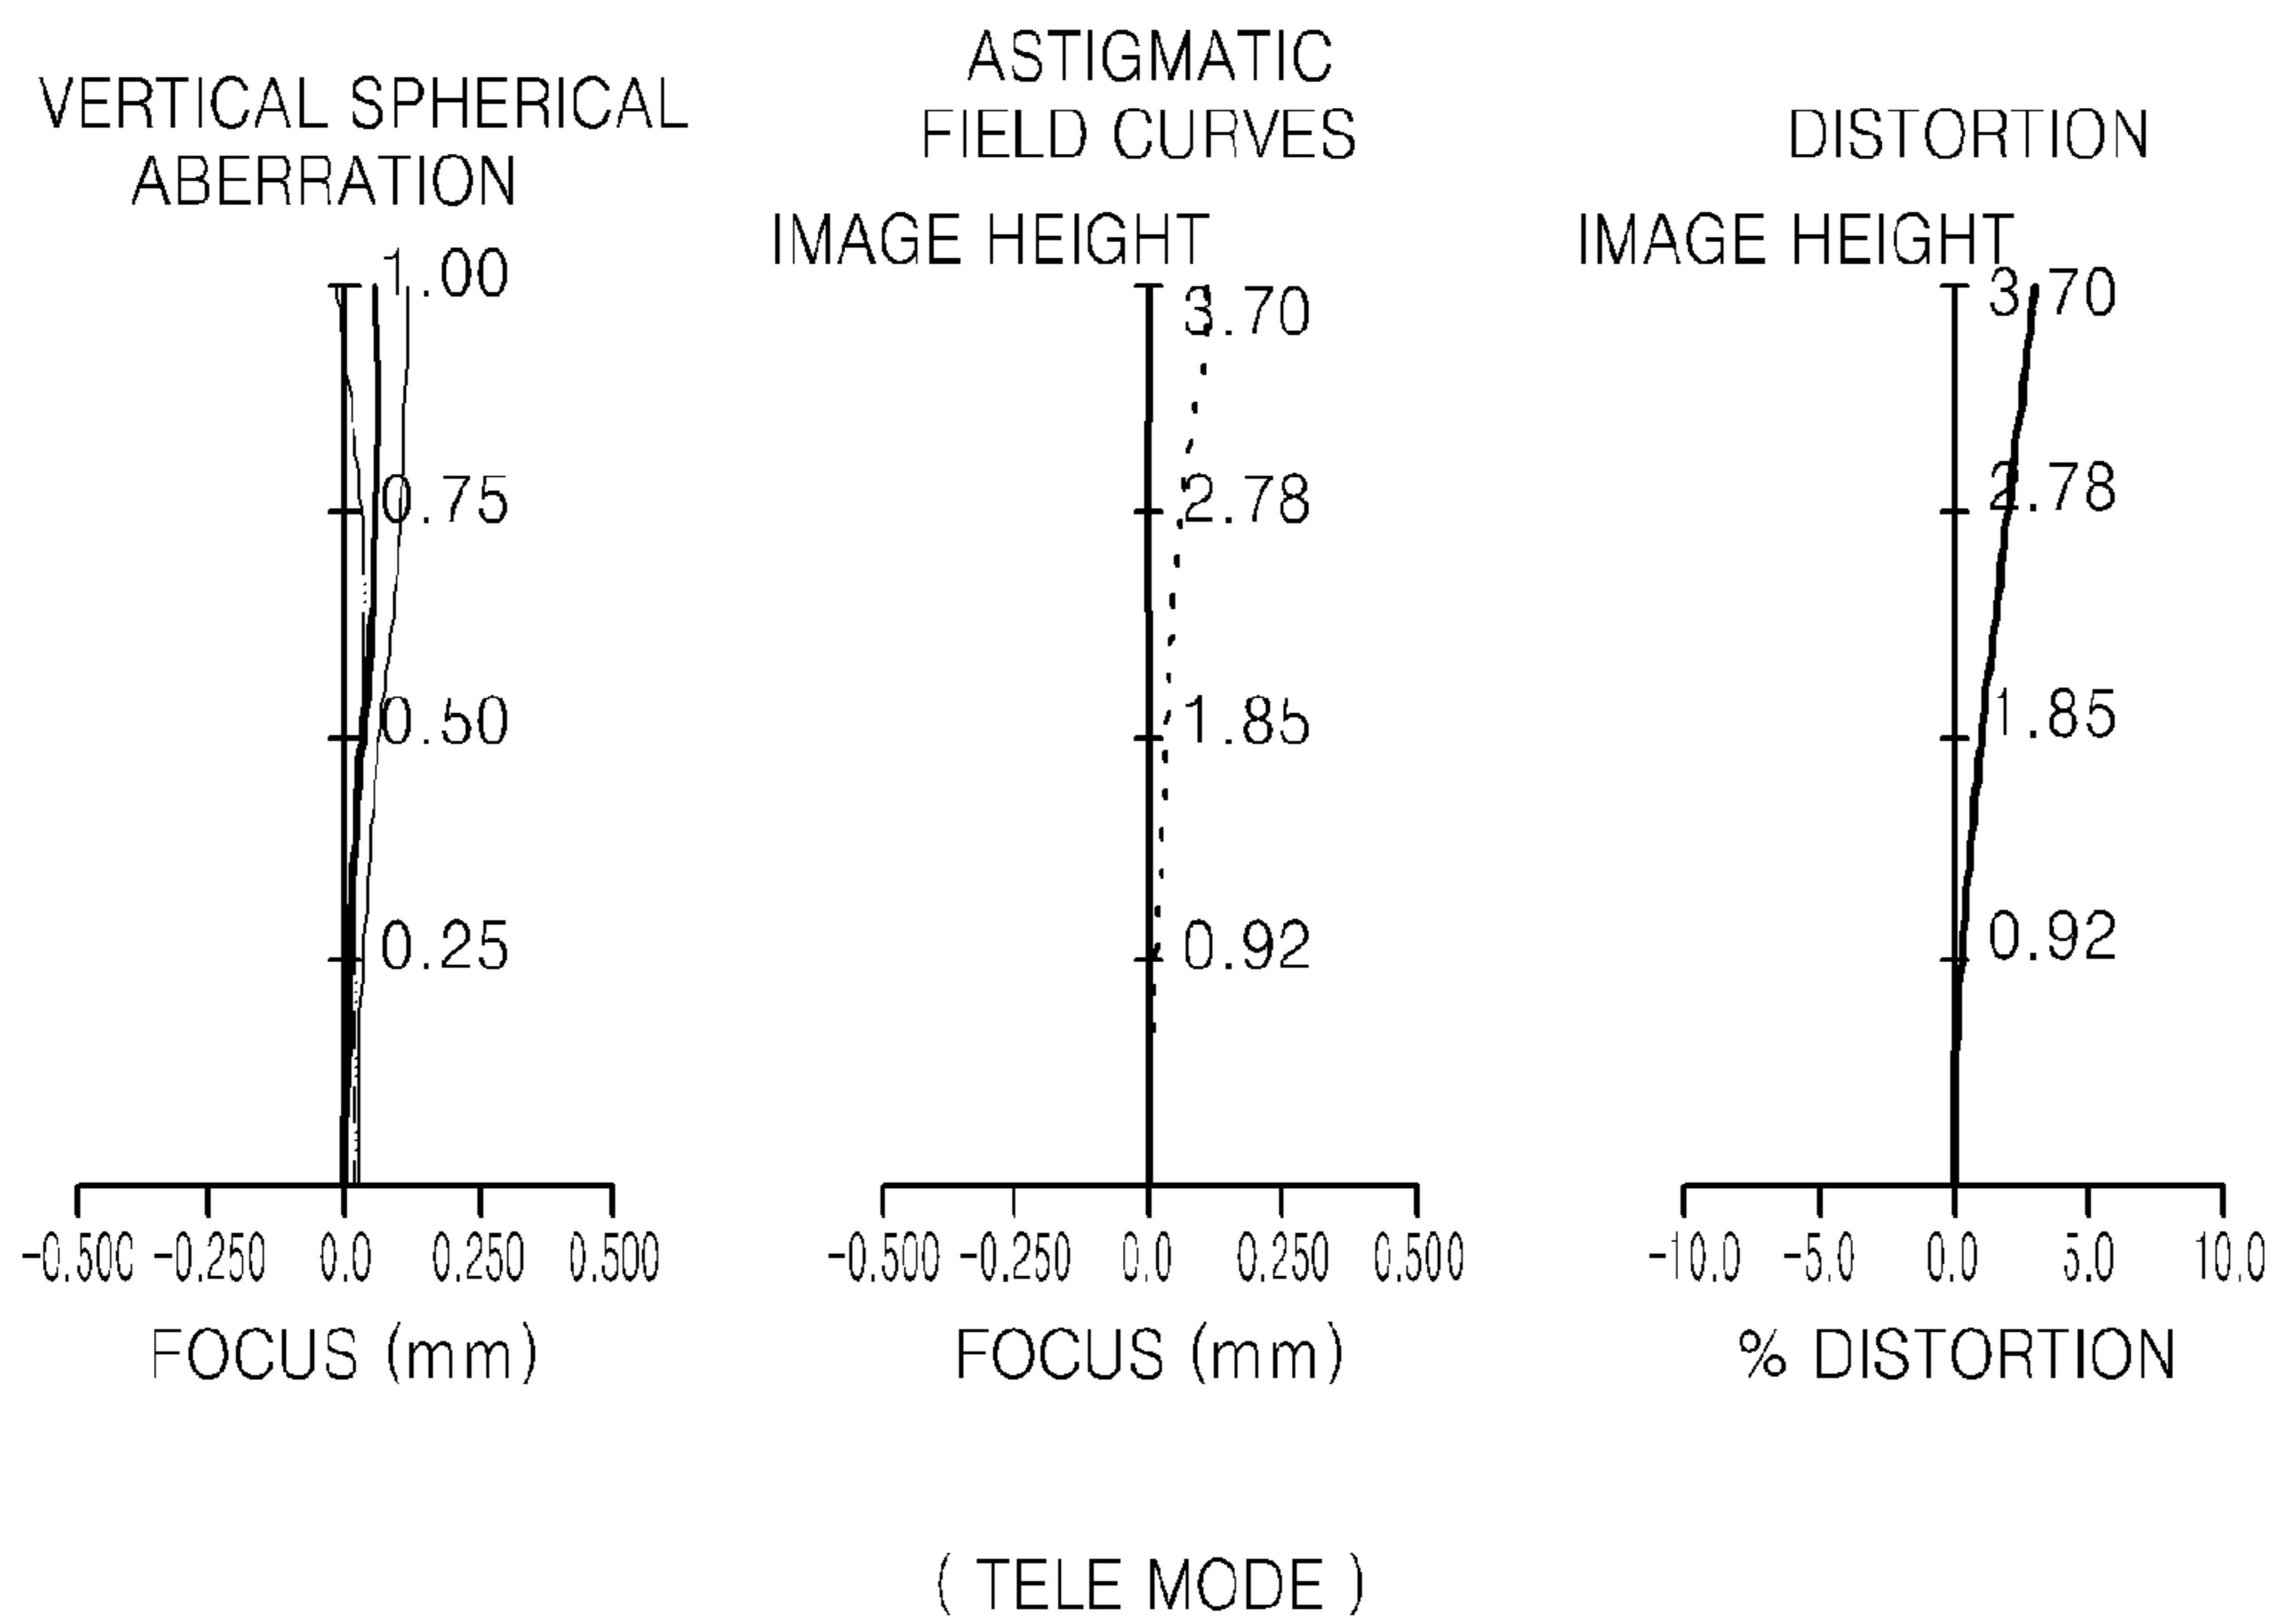 VERTICAL SPHERICAL
ABERRATION
1.00
0.75
0.50
0.25
-0.500 -0.250 0.0 0.250 0.500
FOCUS (mm)
ASTIGMATIC
FIELD CURVES
IMAGE HEIGHT
3.70
2.78
1.85
0.92
-0.500 -0.250 0.0 0.250 0.500
FOCUS (mm)
DISTORTION
IMAGE HEIGHT
3.70
2.78
1.85
0.92
-10.0 -5.0 0.0 5.0 10.0
% DISTORTION
( TELE MODE )